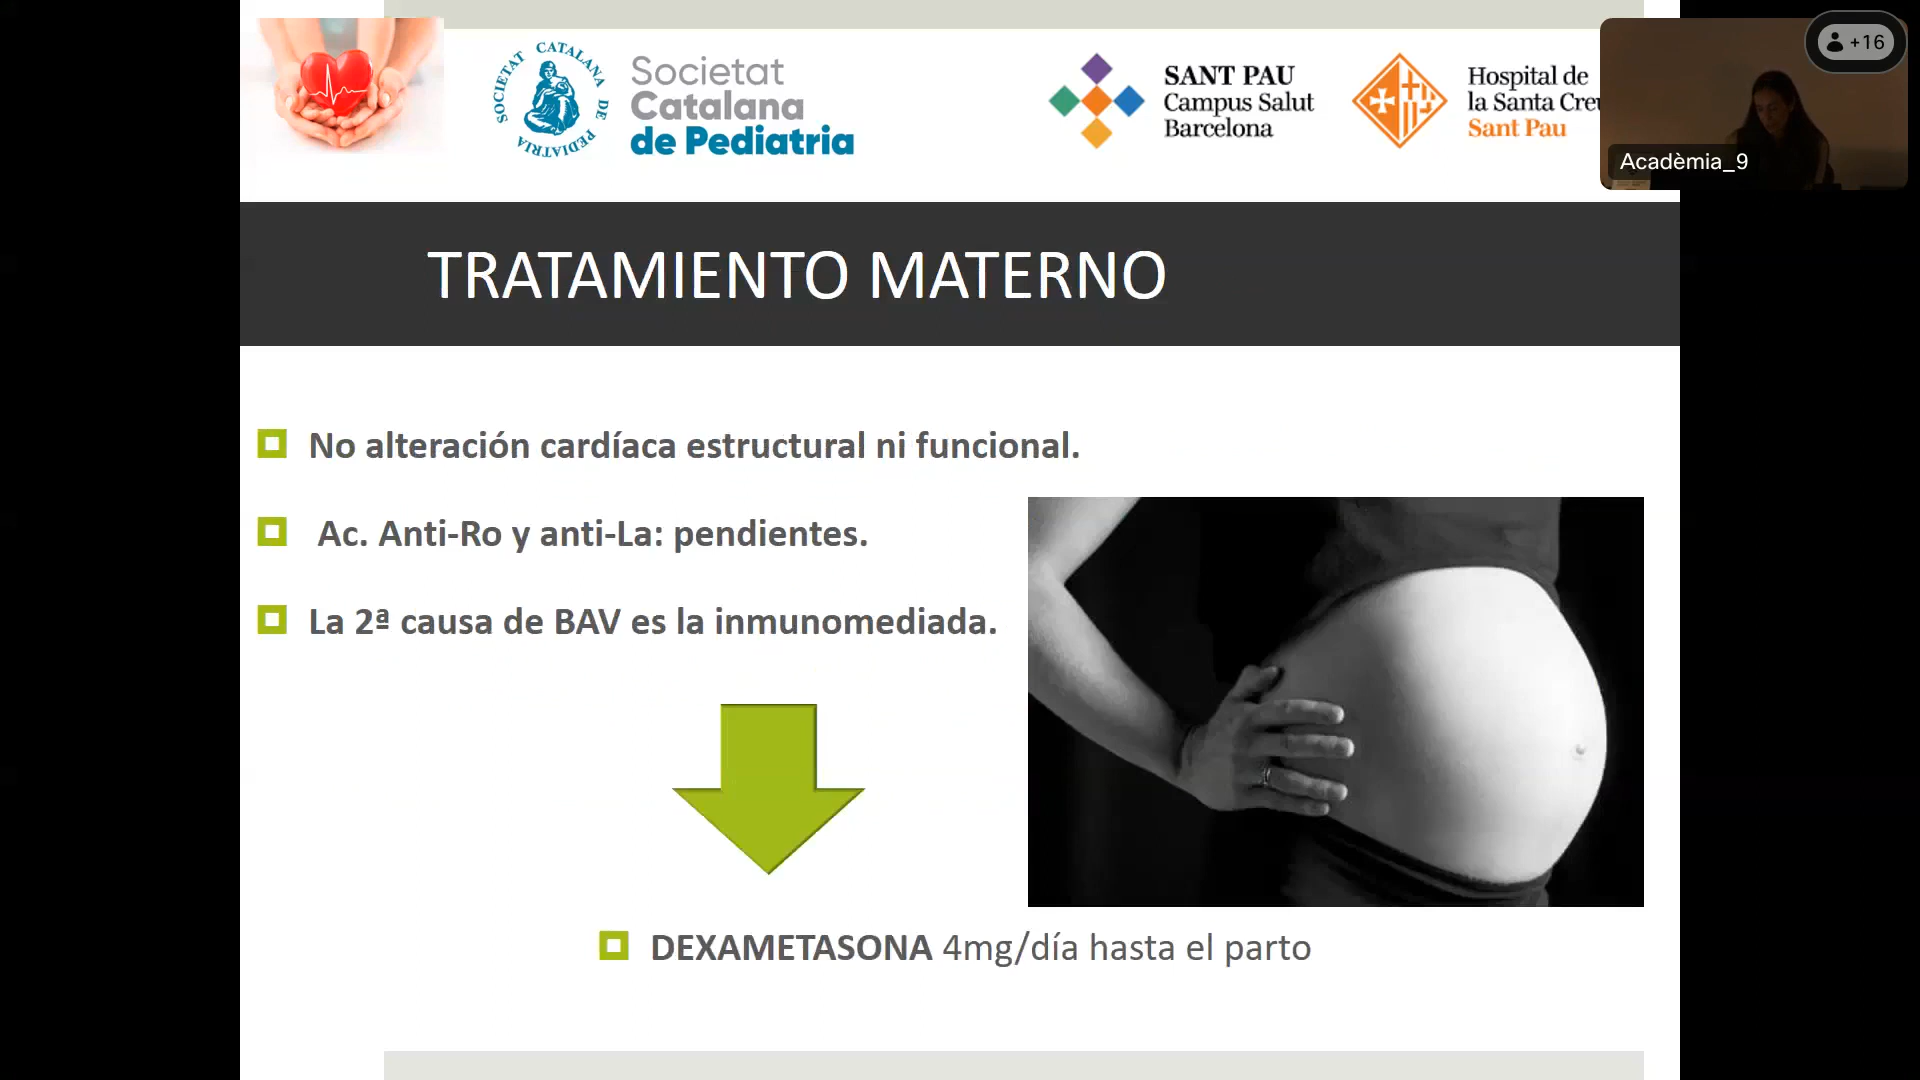 SOCIETAT CATALANA DE PEDIATRIA
Societat
Catalana
de Pediatria
SANT PAU
Campus Salut
Barcelona
Hospital de
la Santa Creu
Sant Pau
+16
Acadèmia_9
TRATAMIENTO MATERNO
No alteración cardíaca estructural ni funcional.
Ac. Anti-Ro y anti-La: pendientes.
La 2ª causa de BAV es la inmunomediada.
DEXAMETASONA 4mg/día hasta el parto